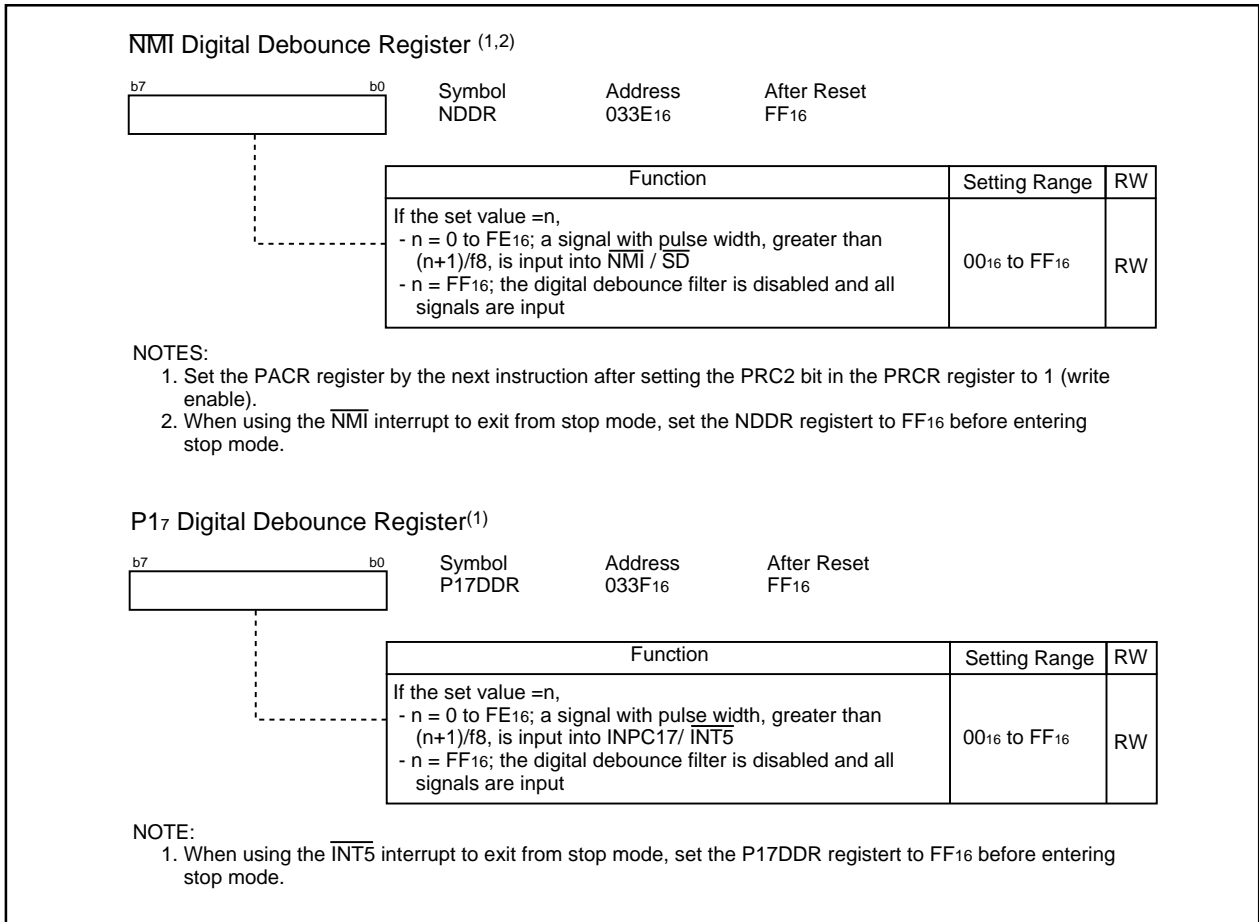 NMI Digital Debounce Register (1,2)
b7 b0 Symbol Address After Reset
NDDR 033E16 FF16
Function Setting Range RW
If the set value =n,
- n = 0 to FE16; a signal with pulse width, greater than
(n+1)/f8, is input into NMI / SD
- n = FF16; the digital debounce filter is disabled and all
signals are input
0016 to FF16 RW
NOTES:
1. Set the PACR register by the next instruction after setting the PRC2 bit in the PRCR register to 1 (write
enable).
2. When using the NMI interrupt to exit from stop mode, set the NDDR registert to FF16 before entering
stop mode.
P17 Digital Debounce Register(1)
b7 b0 Symbol Address After Reset
P17DDR 033F16 FF16
Function Setting Range RW
If the set value =n,
- n = 0 to FE16; a signal with pulse width, greater than
(n+1)/f8, is input into INPC17/ INT5
- n = FF16; the digital debounce filter is disabled and all
signals are input
0016 to FF16 RW
NOTE:
1. When using the INT5 interrupt to exit from stop mode, set the P17DDR registert to FF16 before entering
stop mode.